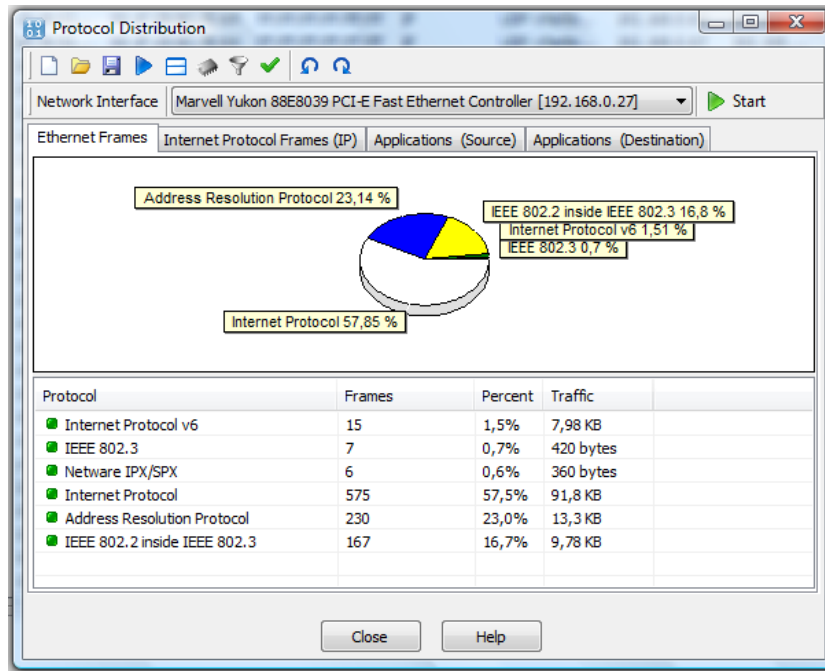 Protocol Distribution
Network Interface Marvell Yukon 88E8039 PCI-E Fast Ethernet Controller [192.168.0.27] Start
Ethernet Frames Internet Protocol Frames (IP) Applications (Source) Applications (Destination)
Address Resolution Protocol 23,14 %
IEEE 802.2 inside IEEE 802.3 16,8 %
Internet Protocol v6 1,51 %
IEEE 802.3 0,7 %
Internet Protocol 57,85 %
Protocol Frames Percent Traffic
Internet Protocol v6 15 1,5% 7,98 KB
IEEE 802.3 7 0,7% 420 bytes
Netware IPX/SPX 6 0,6% 360 bytes
Internet Protocol 575 57,5% 91,8 KB
Address Resolution Protocol 230 23,0% 13,3 KB
IEEE 802.2 inside IEEE 802.3 167 16,7% 9,78 KB
Close Help